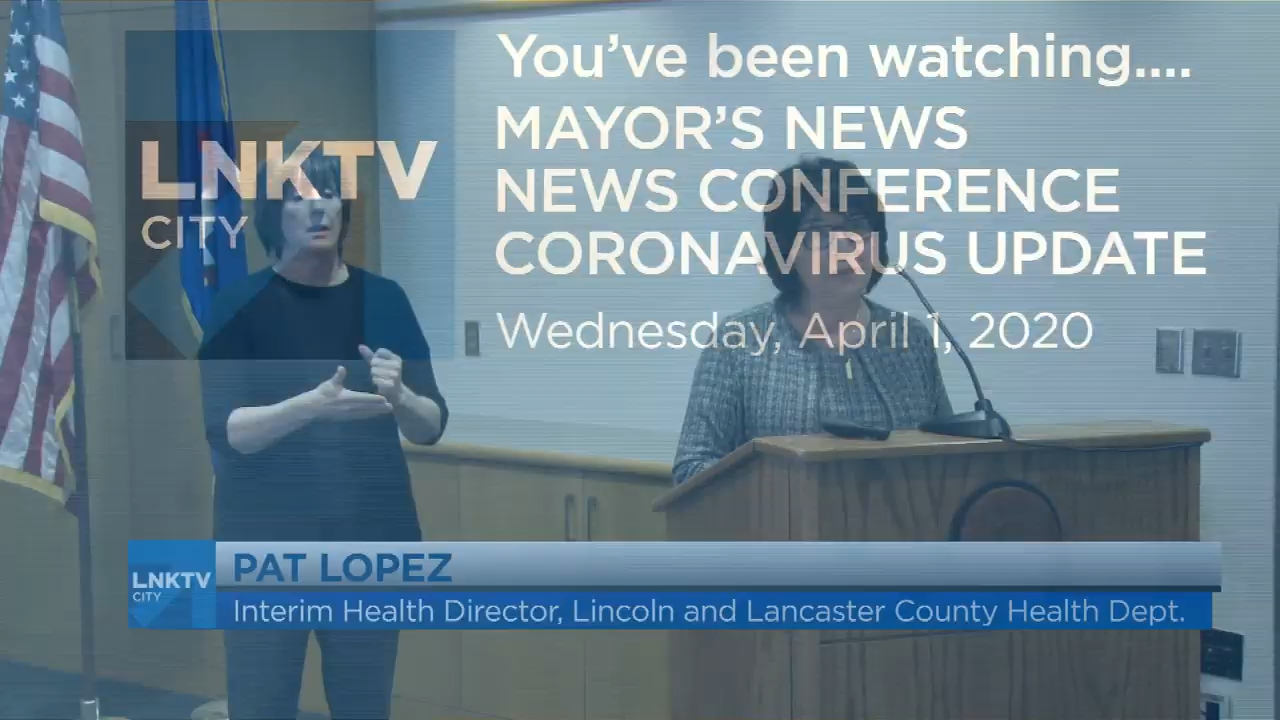 LNKTV
CITY
You've been watching....
MAYOR'S NEWS
NEWS CONFERENCE
CORONAVIRUS UPDATE
Wednesday, April 1, 2020
LNKTV
CITY
PAT LOPEZ
Interim Health Director, Lincoln and Lancaster County Health Dept.